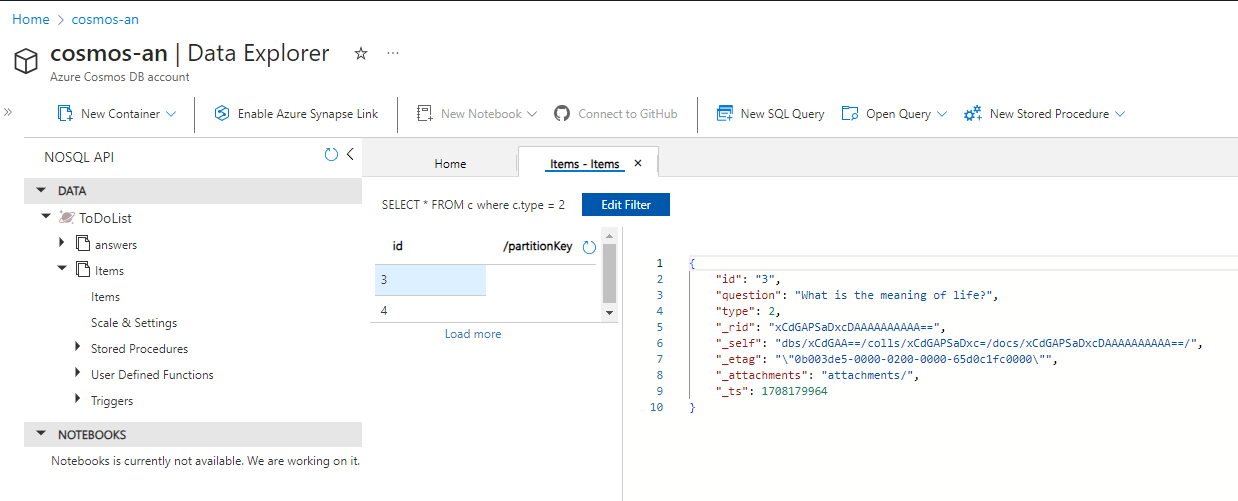 Home > cosmos-an
cosmos-an | Data Explorer
Azure Cosmos DB account
New Container Enable Azure Synapse Link New Notebook Connect to GitHub New SQL Query Open Query New Stored Procedure
NOSQL API
DATA
ToDoList
answers
Items
Items
Scale & Settings
Stored Procedures
User Defined Functions
Triggers
NOTEBOOKS
Notebooks is currently not available. We are working on it.
Home Items - Items
SELECT * FROM c where c.type = 2 Edit Filter
id /partitionKey
3
4
Load more
1 {
2 "id": "3",
3 "question": "What is the meaning of life?",
4 "type": 2,
5 "_rid": "xCdGAPSaDxcDAAAAAAAAAA==",
6 "_self": "dbs/xCdGAA==/colls/xCdGAPSaDxc=/docs/xCdGAPSaDxcDAAAAAAAAAA==/",
7 "_etag": "\"0b003de5-0000-0200-0000-65d0c1fc0000\"",
8 "_attachments": "attachments/",
9 "_ts": 1708179964
10 }